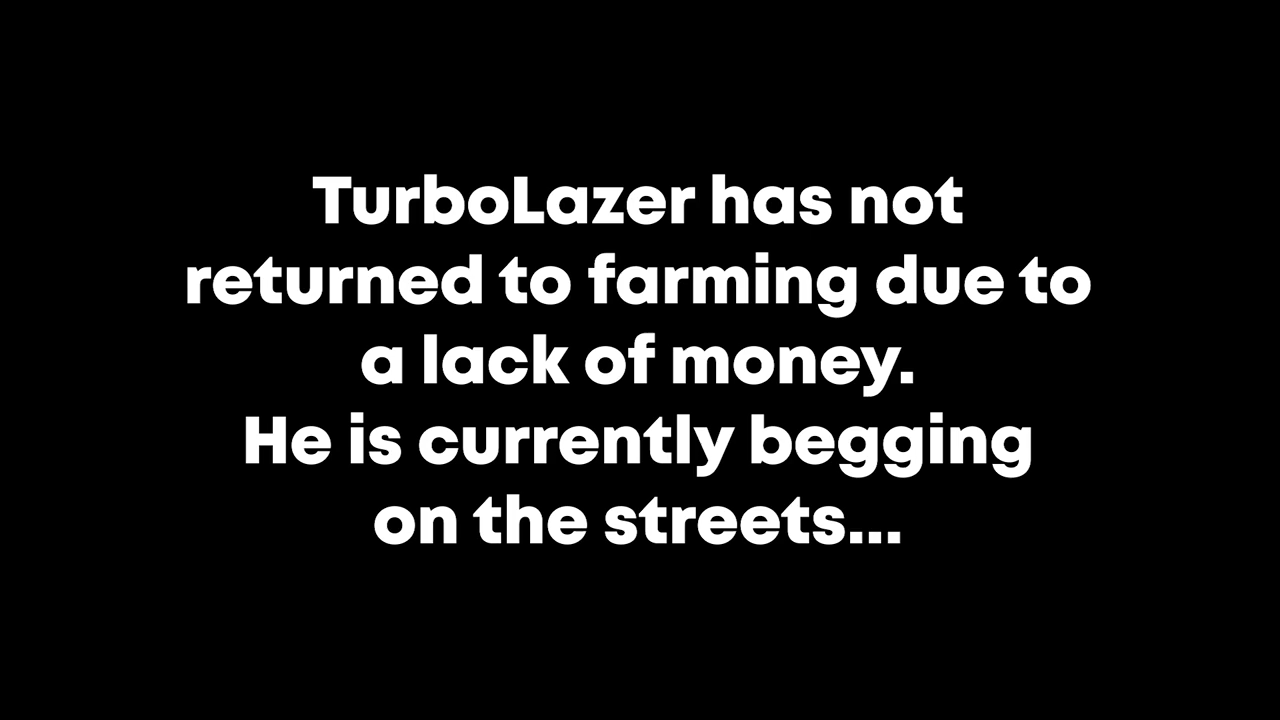 TurboLazer has not
returned to farming due to
a lack of money.
He is currently begging
on the streets...